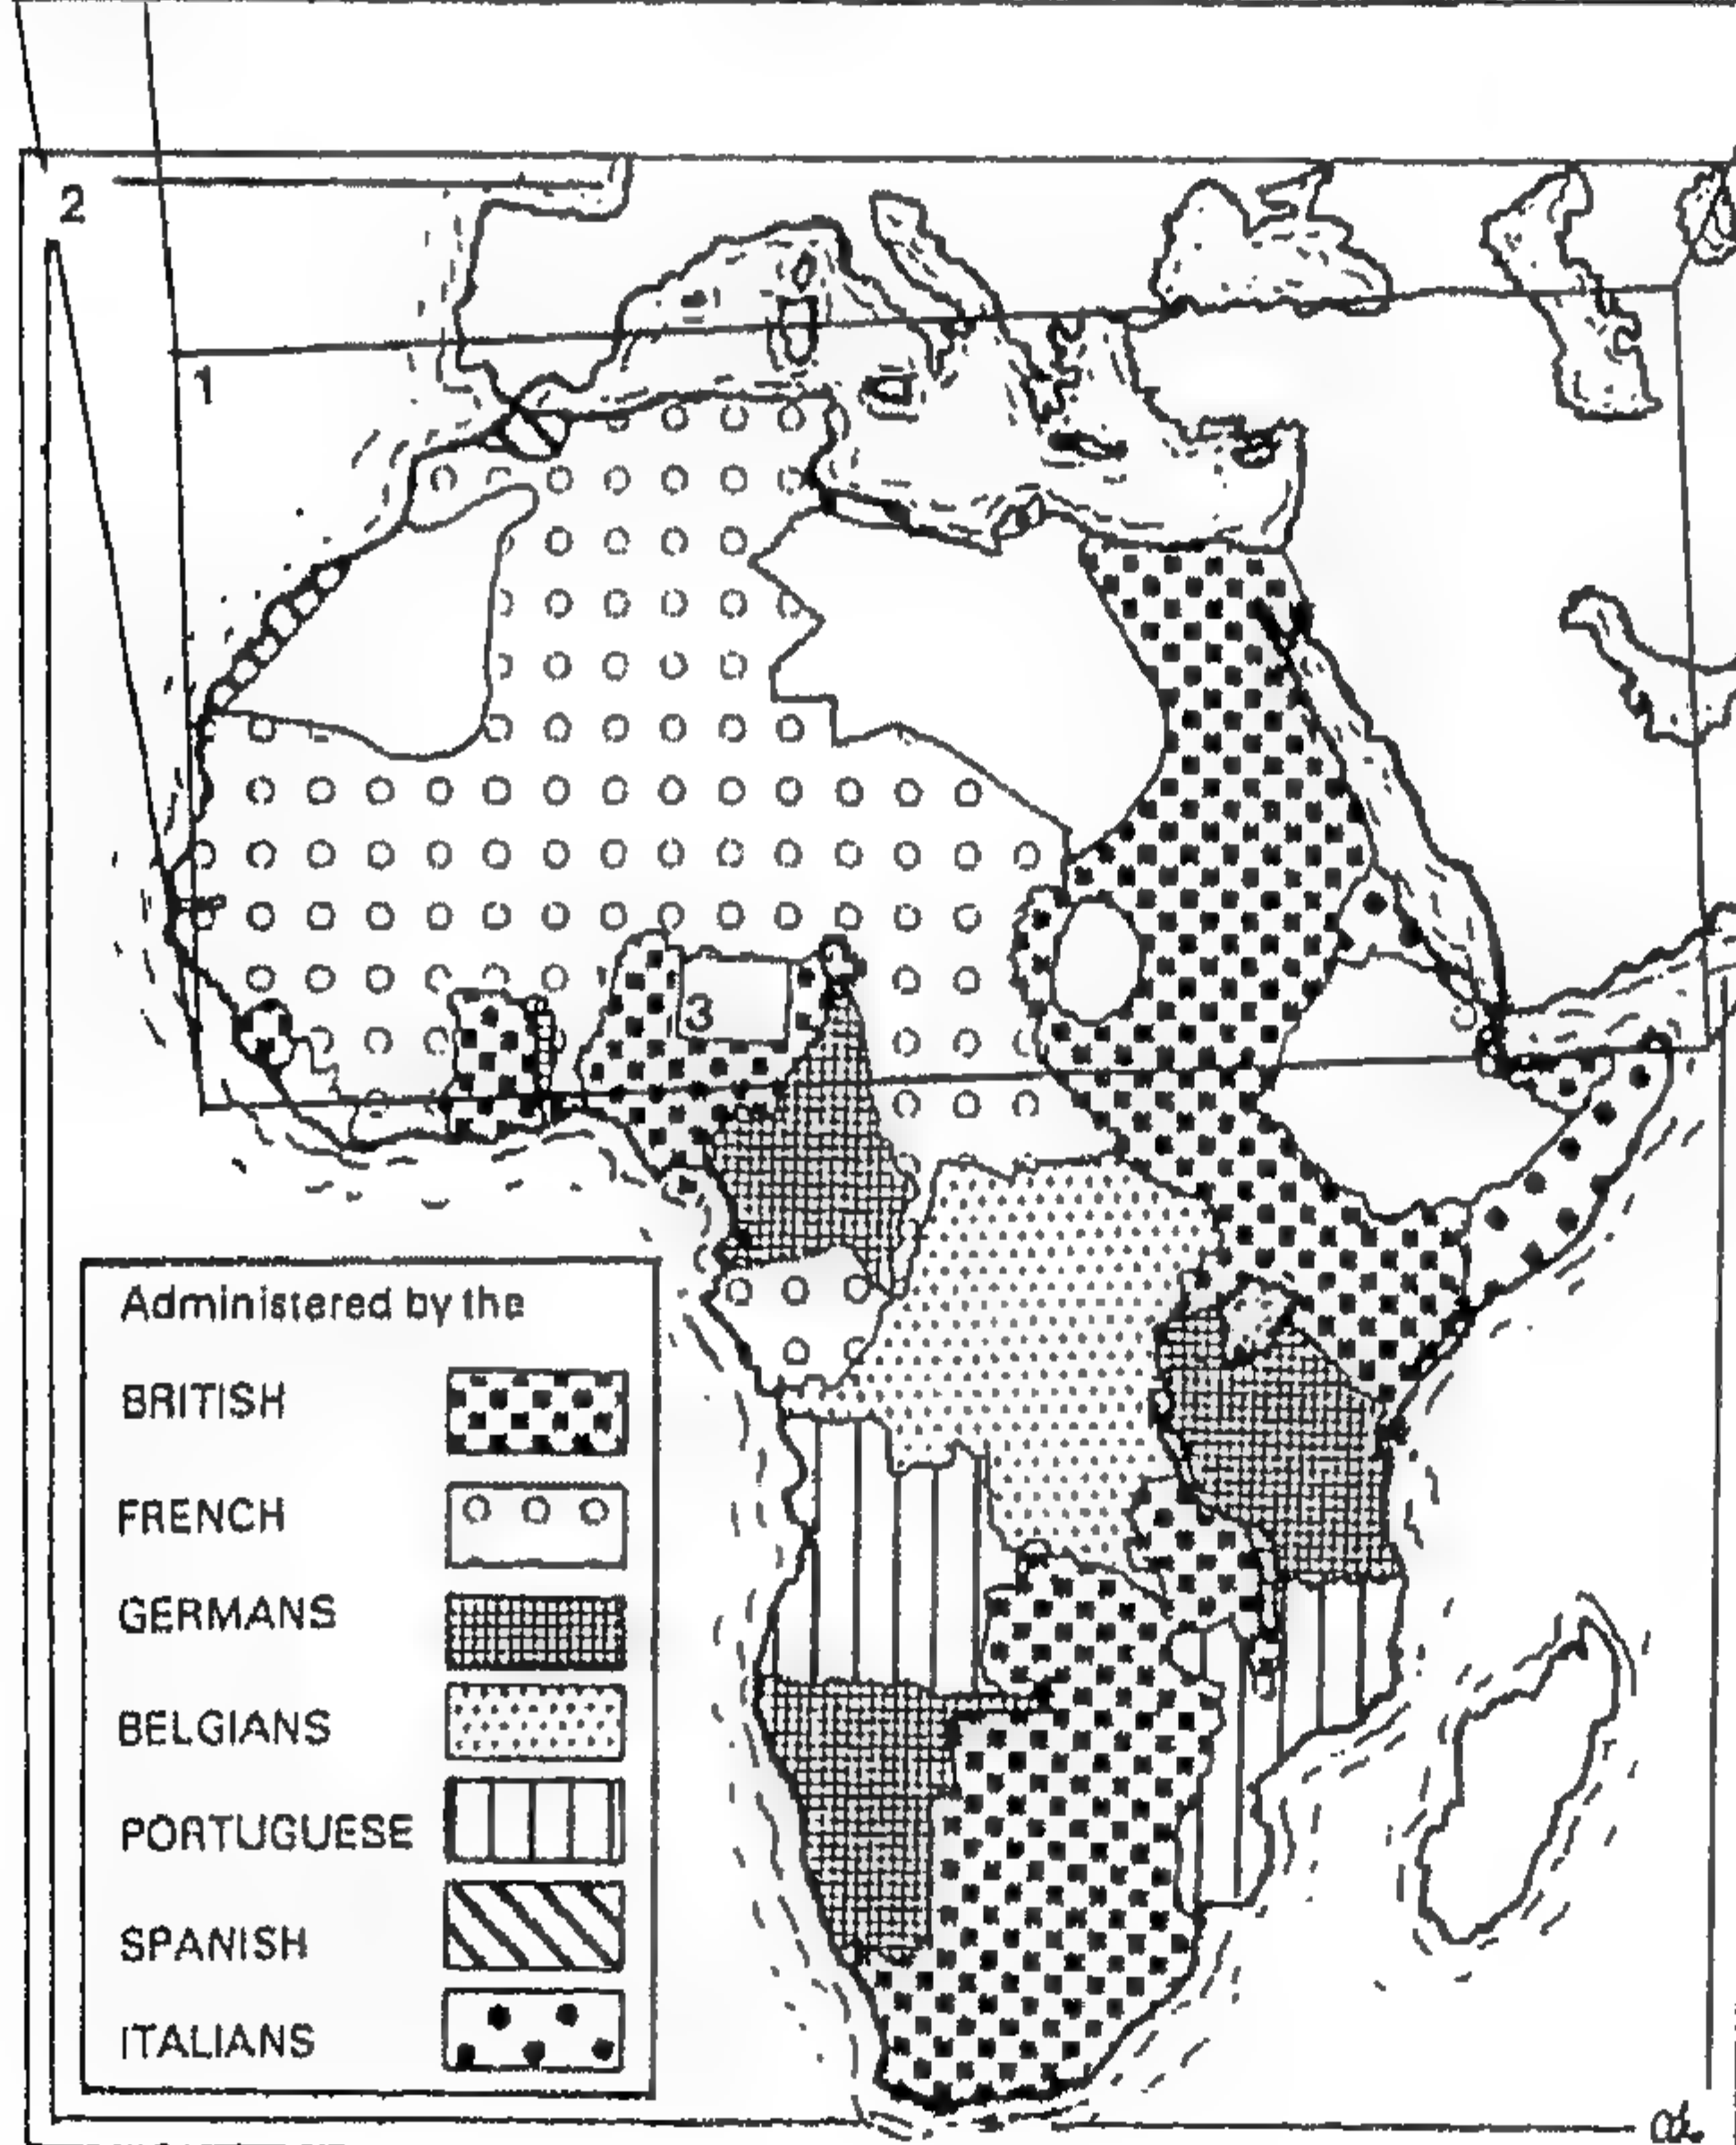 2
1
3
Administered by the
BRITISH
FRENCH
GERMANS
BELGIANS
PORTUGUESE
SPANISH
ITALIANS